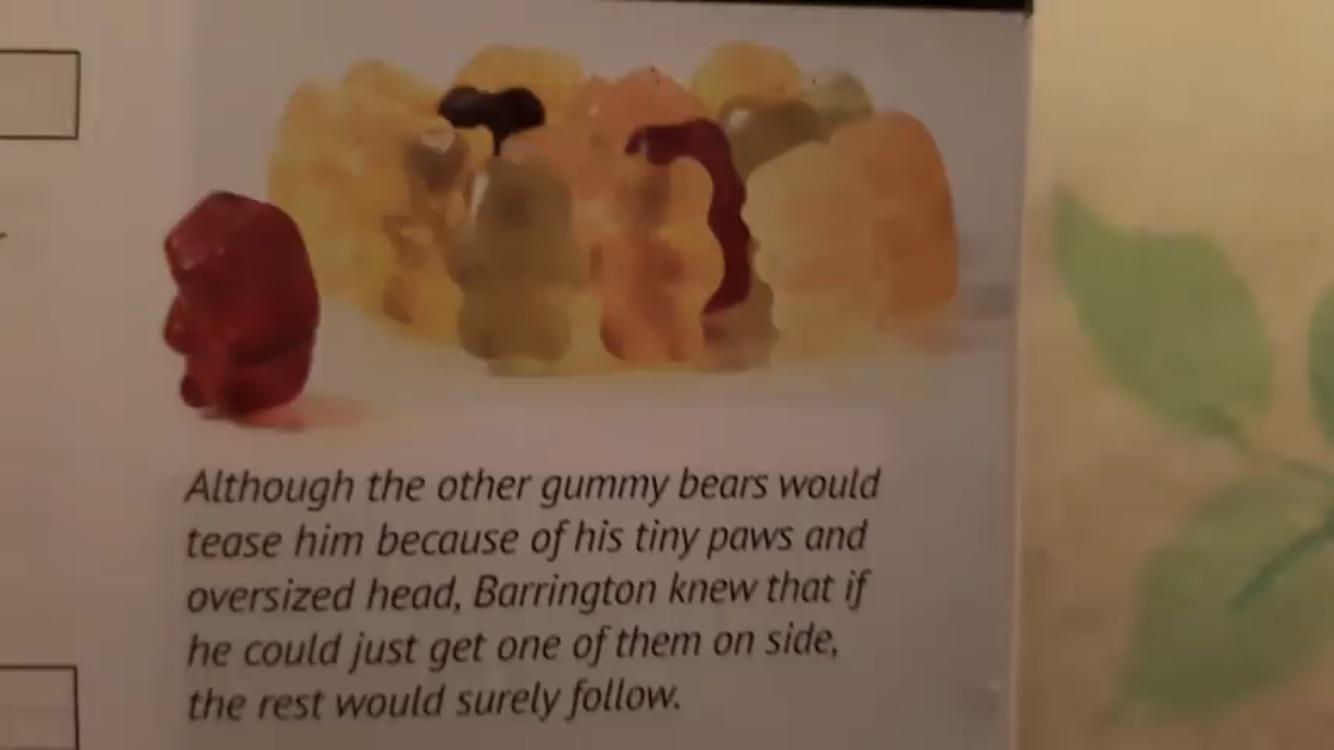 Although the other gummy bears would
tease him because of his tiny paws and
oversized head, Barrington knew that if
he could just get one of them on side,
the rest would surely follow.